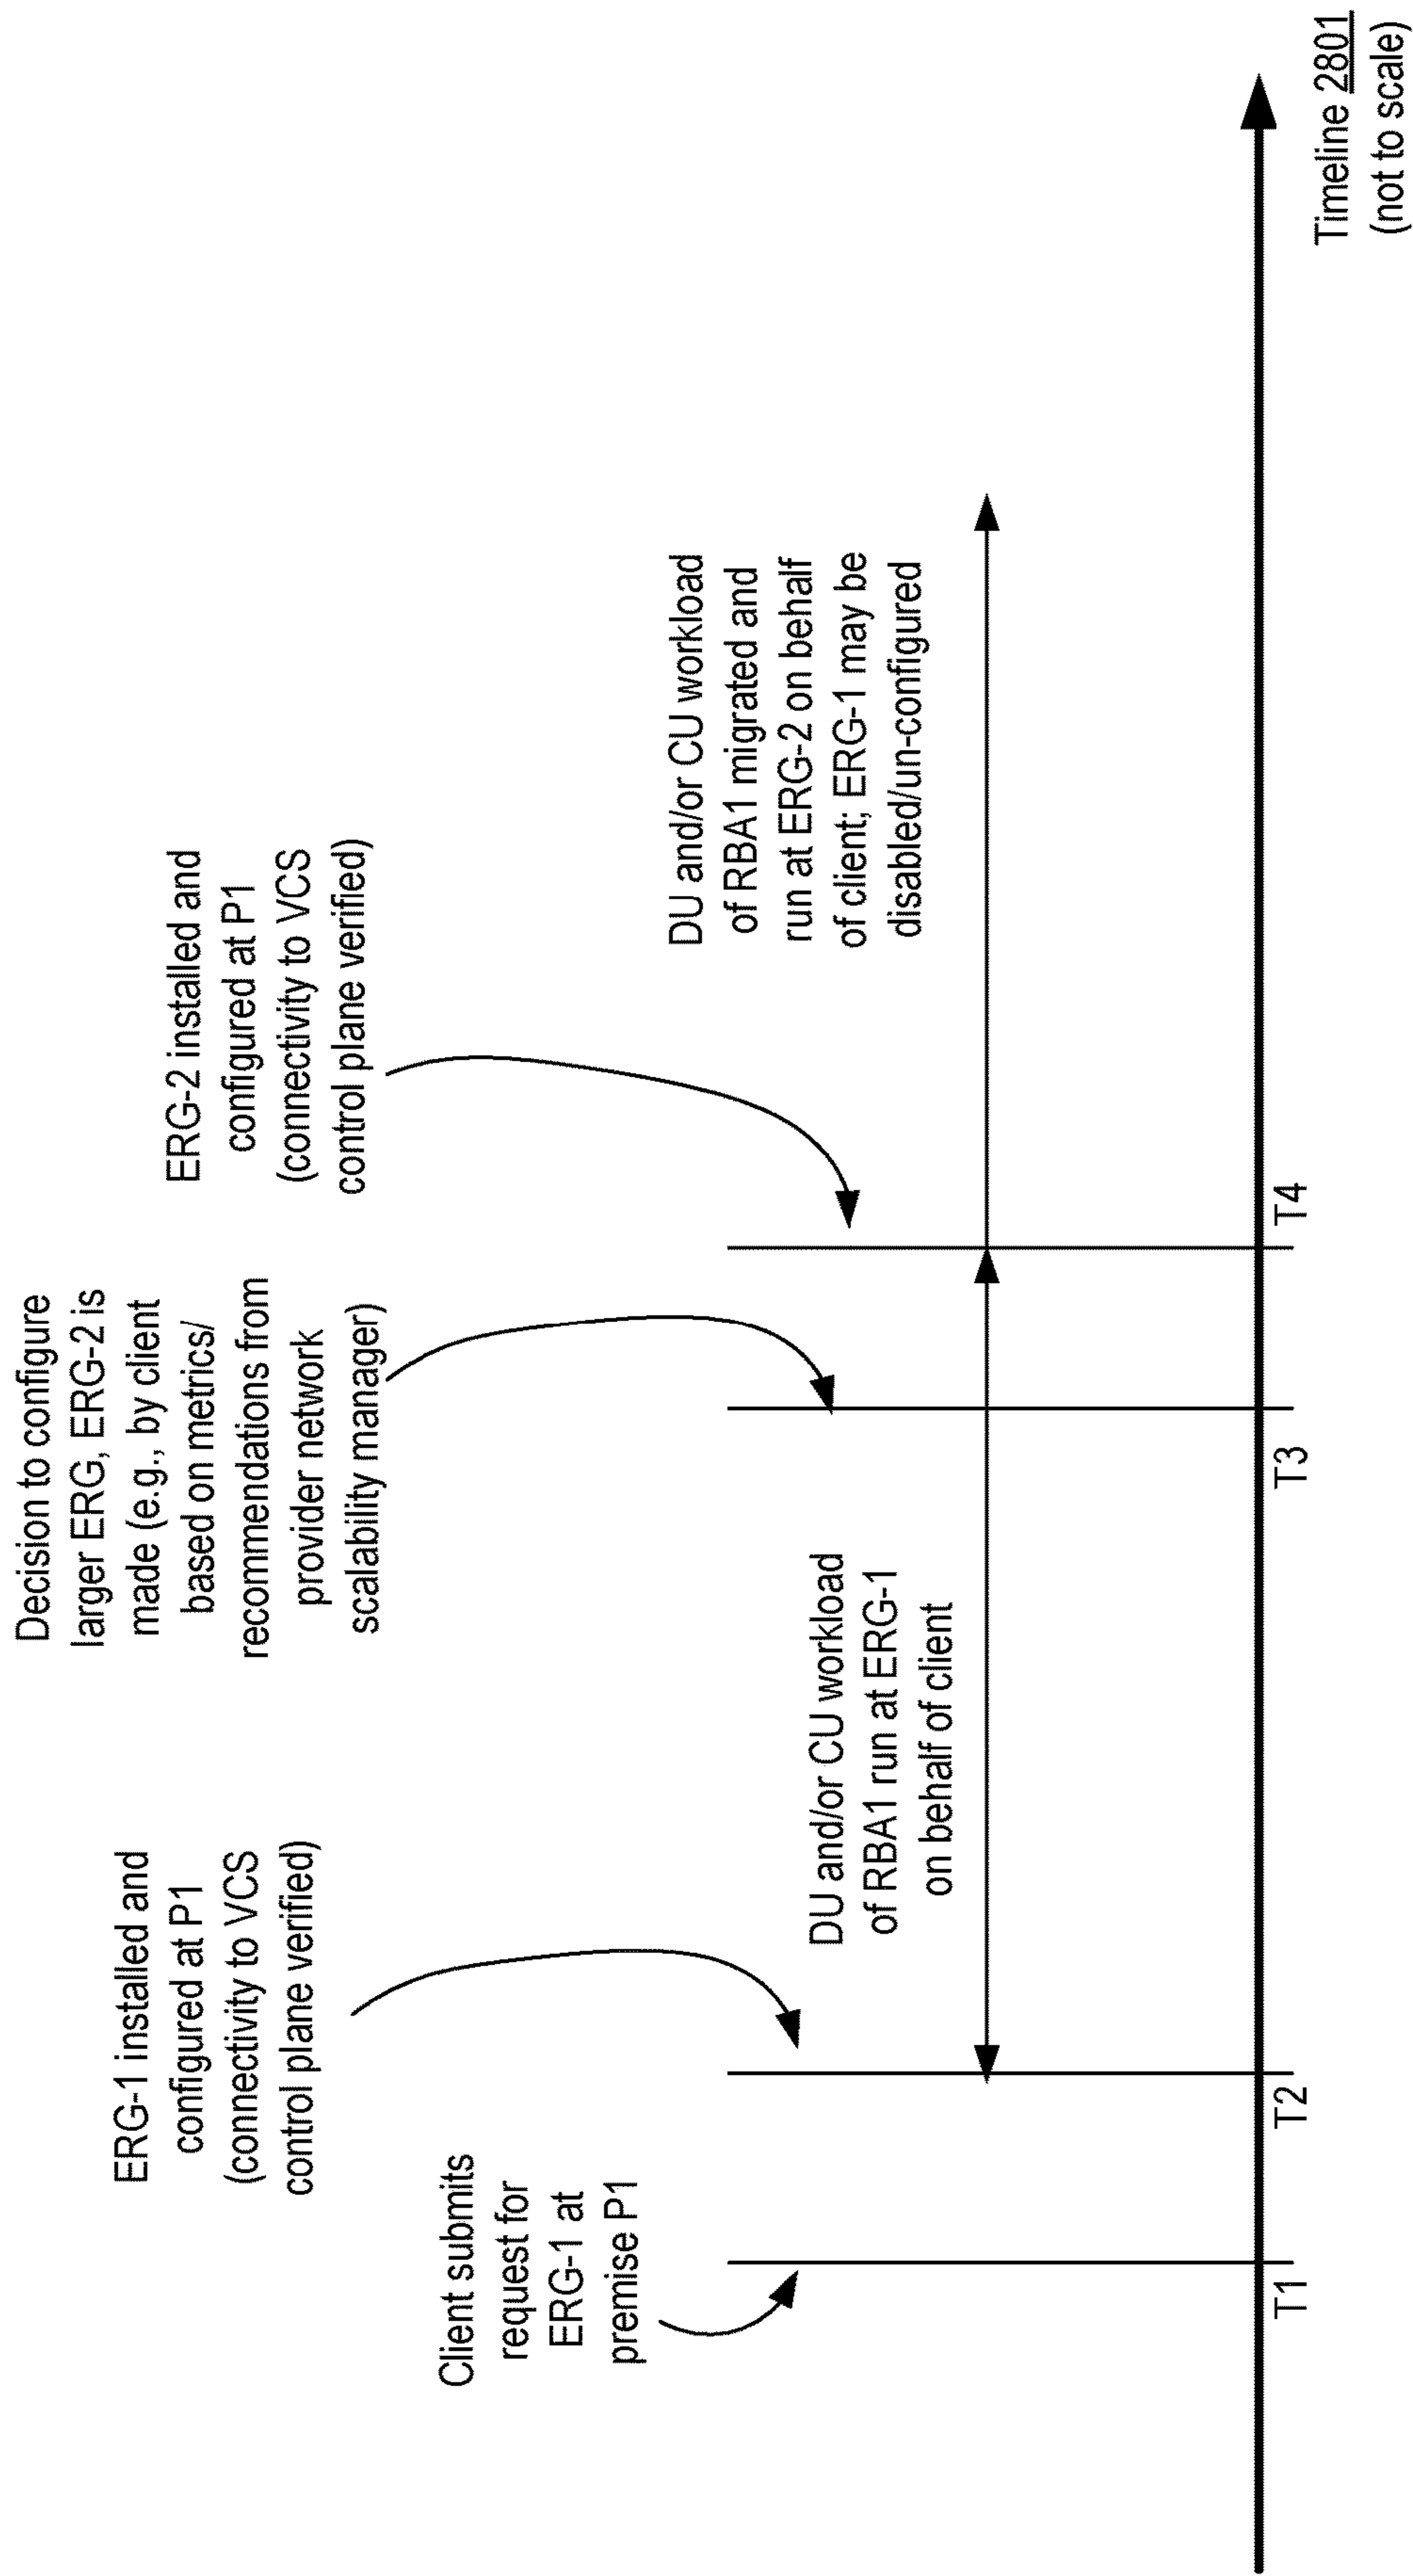 Client submits
request for
ERG-1 at
premise P1
ERG-1 installed and
configured at P1
(connectivity to VCS
control plane verified)
Decision to configure
larger ERG, ERG-2 is
made (e.g., by client
based on metrics/
recommendations from
provider network
scalability manager)
ERG-2 installed and
configured at P1
(connectivity to VCS
control plane verified)
DU and/or CU workload
of RBA1 run at ERG-1
on behalf of client
DU and/or CU workload
of RBA1 migrated and
run at ERG-2 on behalf
of client; ERG-1 may be
disabled/un-configured
T1
T2
T3
T4
Timeline 2801
(not to scale)